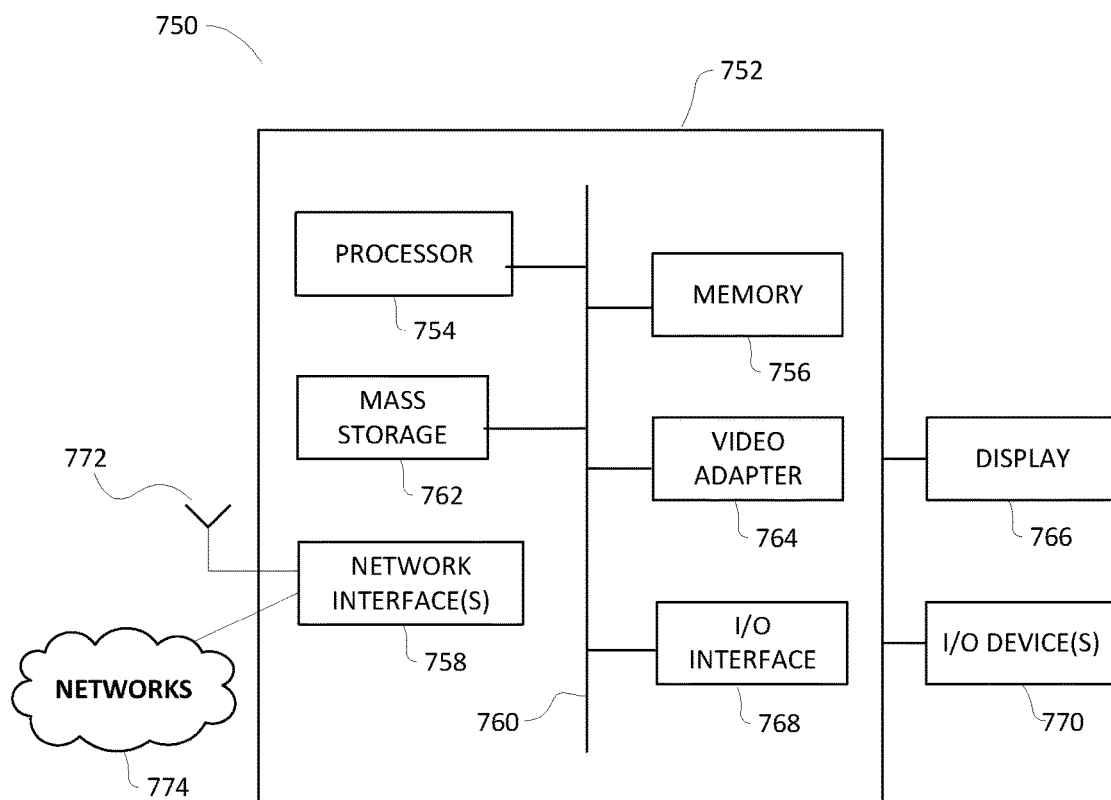 750
752
PROCESSOR
754
MEMORY
756
MASS
STORAGE
762
VIDEO
ADAPTER
764
DISPLAY
766
772
NETWORK
INTERFACE(S)
758
I/O
INTERFACE
768
I/O DEVICE(S)
770
NETWORKS
774
760